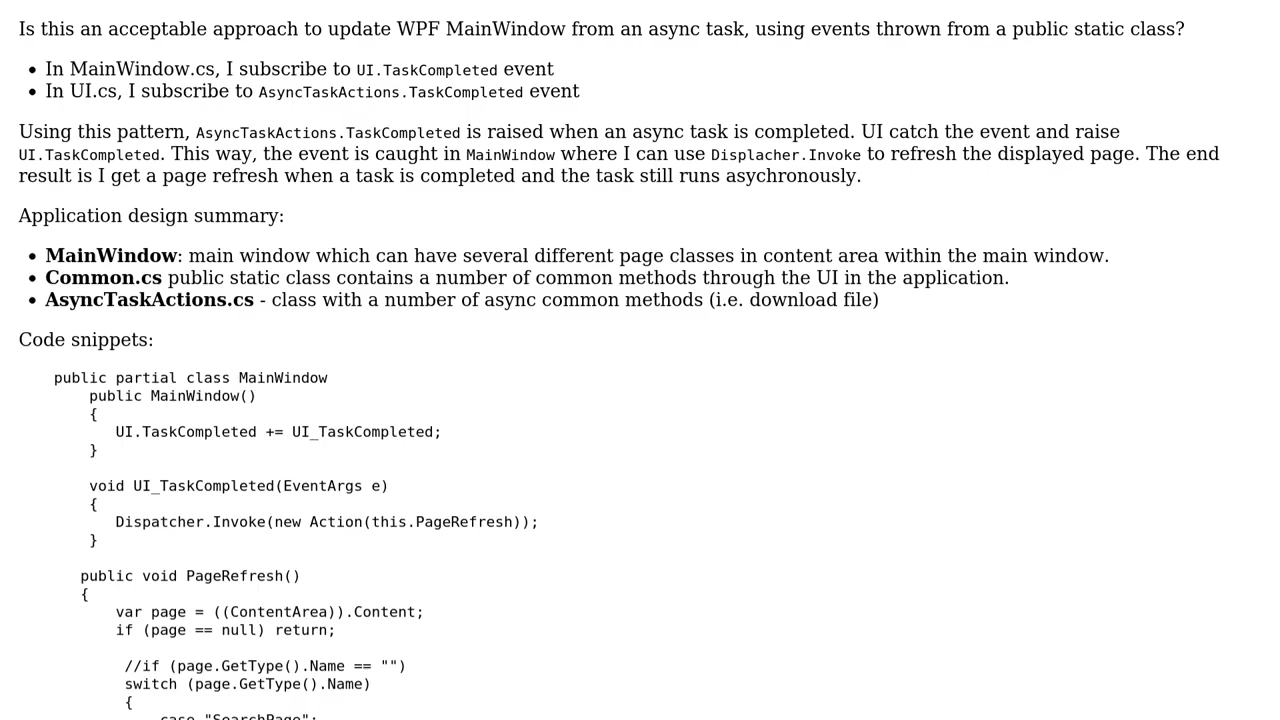 Is this an acceptable approach to update WPF MainWindow from an async task, using events thrown from a public static class?
• In MainWindow.cs, I subscribe to UI.TaskCompleted event
• In UI.cs, I subscribe to AsyncTaskActions.TaskCompleted event
Using this pattern, AsyncTaskActions.TaskCompleted is raised when an async task is completed. UI catch the event and raise
UI.TaskCompleted. This way, the event is caught in MainWindow where I can use Displacher.Invoke to refresh the displayed page. The end
result is I get a page refresh when a task is completed and the task still runs asychronously.
Application design summary:
• MainWindow: main window which can have several different page classes in content area within the main window.
• Common.cs public static class contains a number of common methods through the UI in the application.
• AsyncTaskActions.cs - class with a number of async common methods (i.e. download file)
Code snippets:
public partial class MainWindow
    public MainWindow()
    {
       UI.TaskCompleted += UI_TaskCompleted;
    }
    void UI_TaskCompleted(EventArgs e)
    {
       Dispatcher.Invoke(new Action(this.PageRefresh));
    }
   public void PageRefresh()
   {
       var page = ((ContentArea)).Content;
       if (page == null) return;
        //if (page.GetType().Name == "")
        switch (page.GetType().Name)
        {
            case "SearchPage":